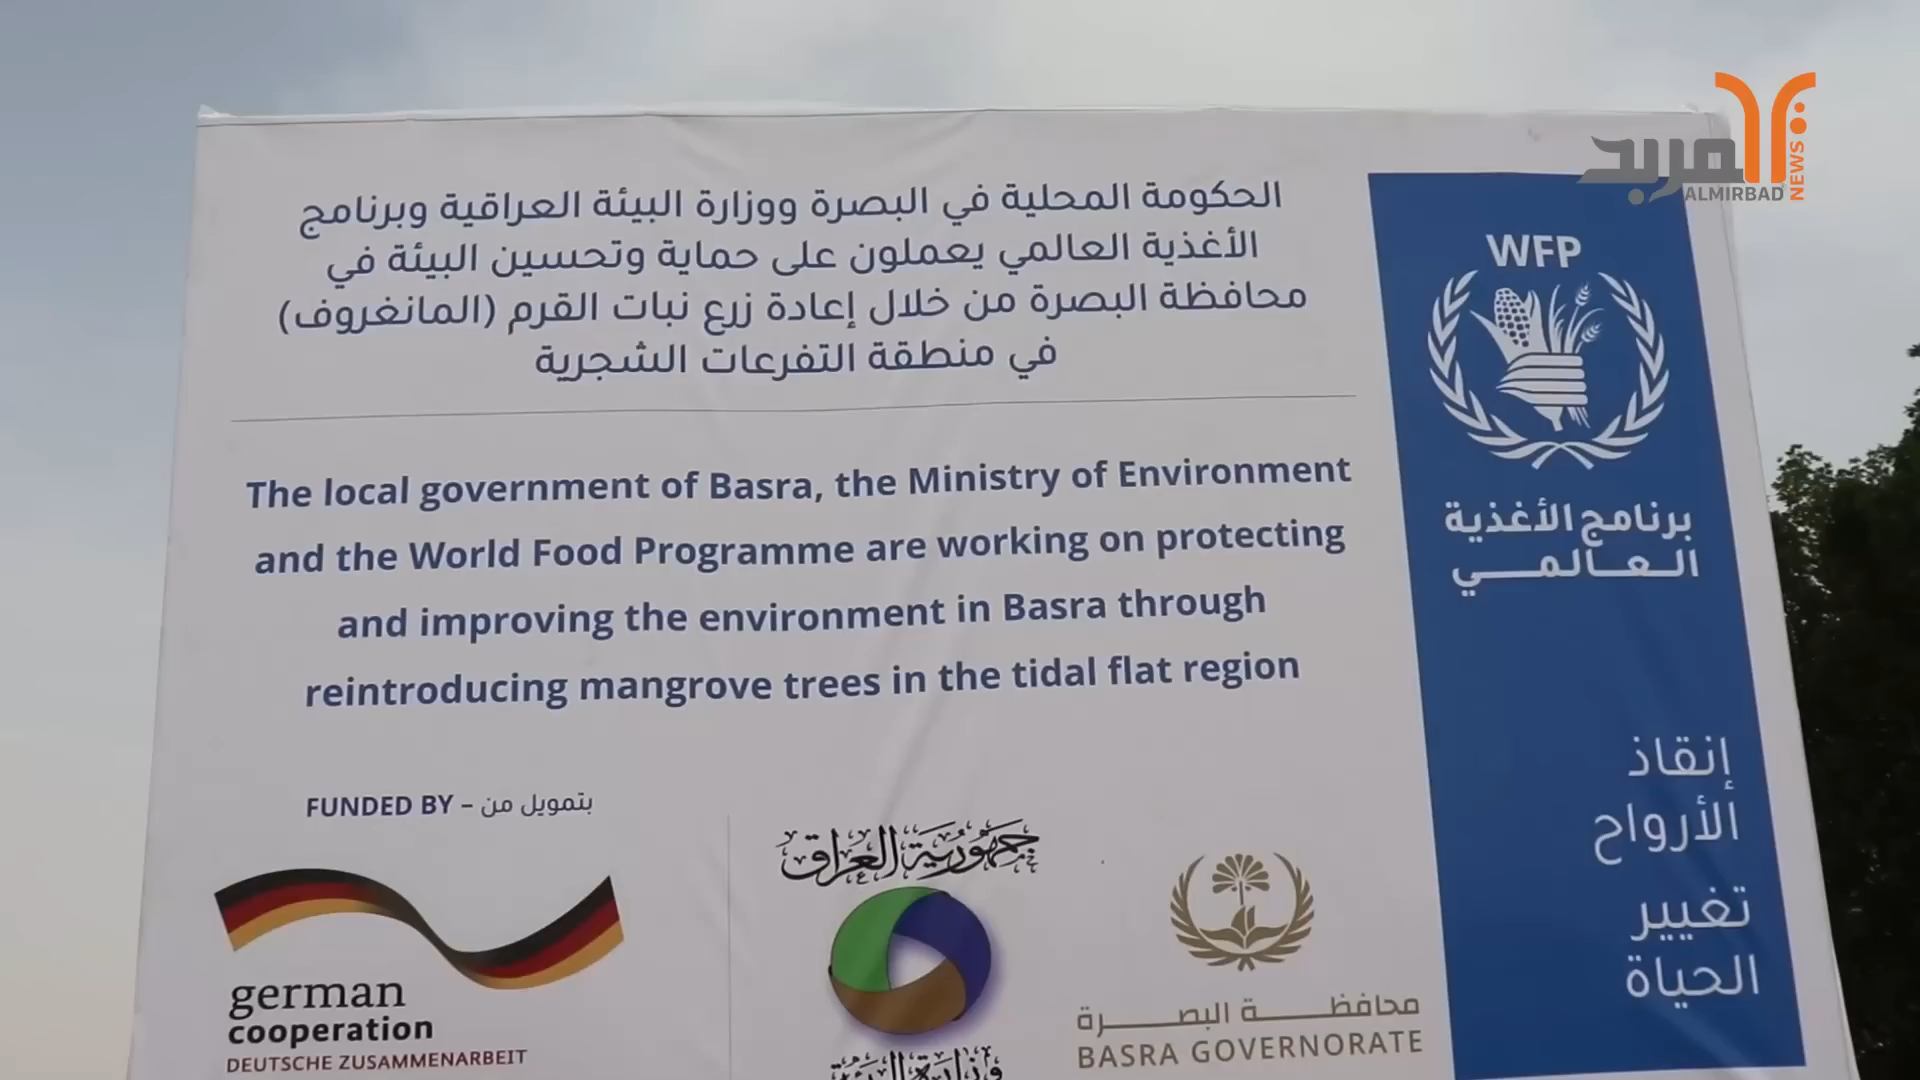 المربد
ALMIRBAD
NEWS
الحكومة المحلية في البصرة ووزارة البيئة العراقية وبرنامج
الأغذية العالمي يعملون على حماية وتحسين البيئة في
محافظة البصرة من خلال إعادة زرع نبات القرم (المانغروف)
في منطقة التفرعات الشجرية
The local government of Basra, the Ministry of Environment
and the World Food Programme are working on protecting
and improving the environment in Basra through
reintroducing mangrove trees in the tidal flat region
WFP
برنامج الأغذية
العالمي
إنقاذ
الأرواح
تغيير
الحياة
FUNDED BY – بتمويل من
german
cooperation
DEUTSCHE ZUSAMMENARBEIT
جمهورية العراق
وزارة البيئة
محافظة البصرة
BASRA GOVERNORATE